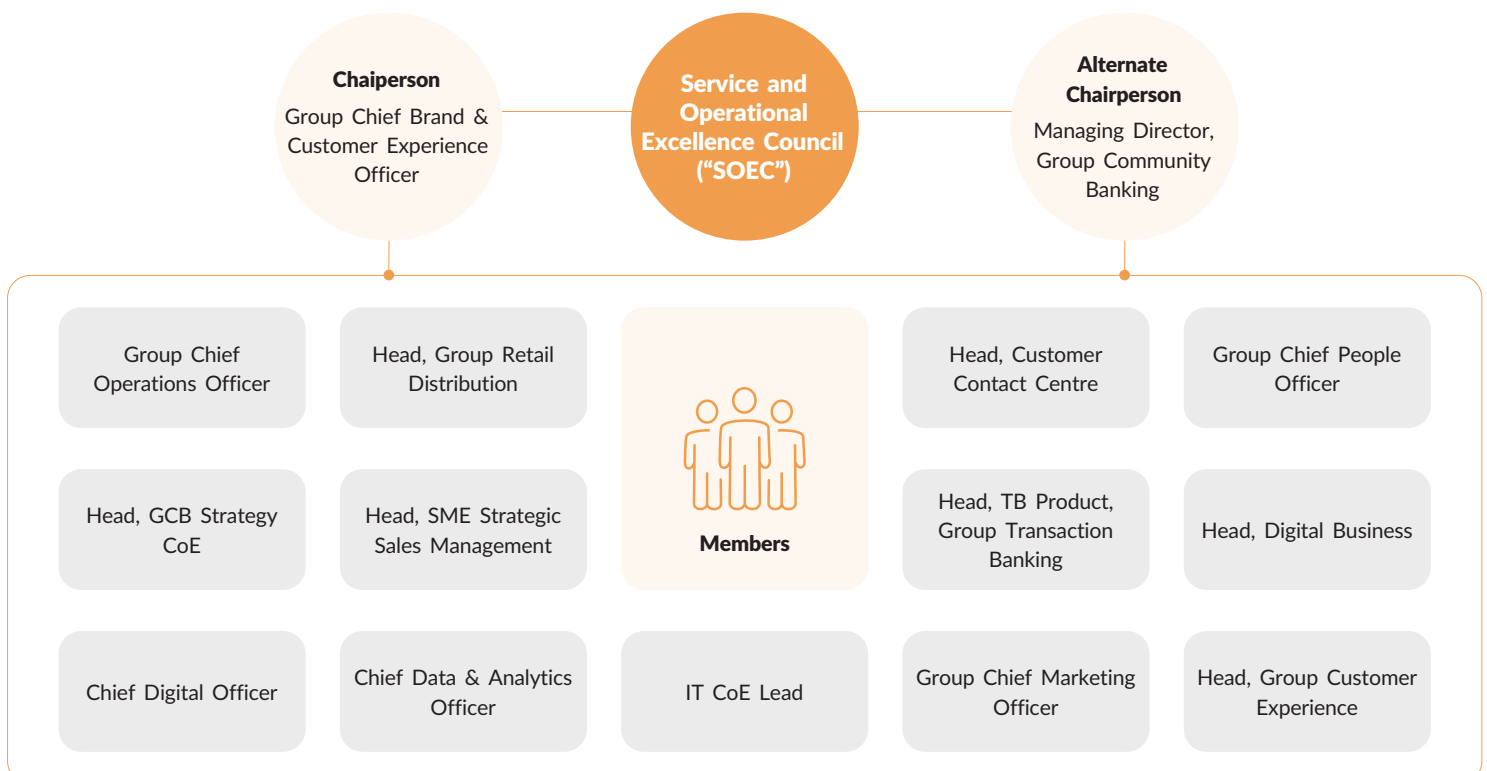 Chaiperson
Group Chief Brand &
Customer Experience
Officer
Service and
Operational
Excellence Council
(“SOEC”)
Alternate
Chairperson
Managing Director,
Group Community
Banking
Group Chief
Operations Officer
Head, Group Retail
Distribution
Members
Head, Customer
Contact Centre
Group Chief People
Officer
Head, GCB Strategy
CoE
Head, SME Strategic
Sales Management
Head, TB Product,
Group Transaction
Banking
Head, Digital Business
Chief Digital Officer
Chief Data & Analytics
Officer
IT CoE Lead
Group Chief Marketing
Officer
Head, Group Customer
Experience